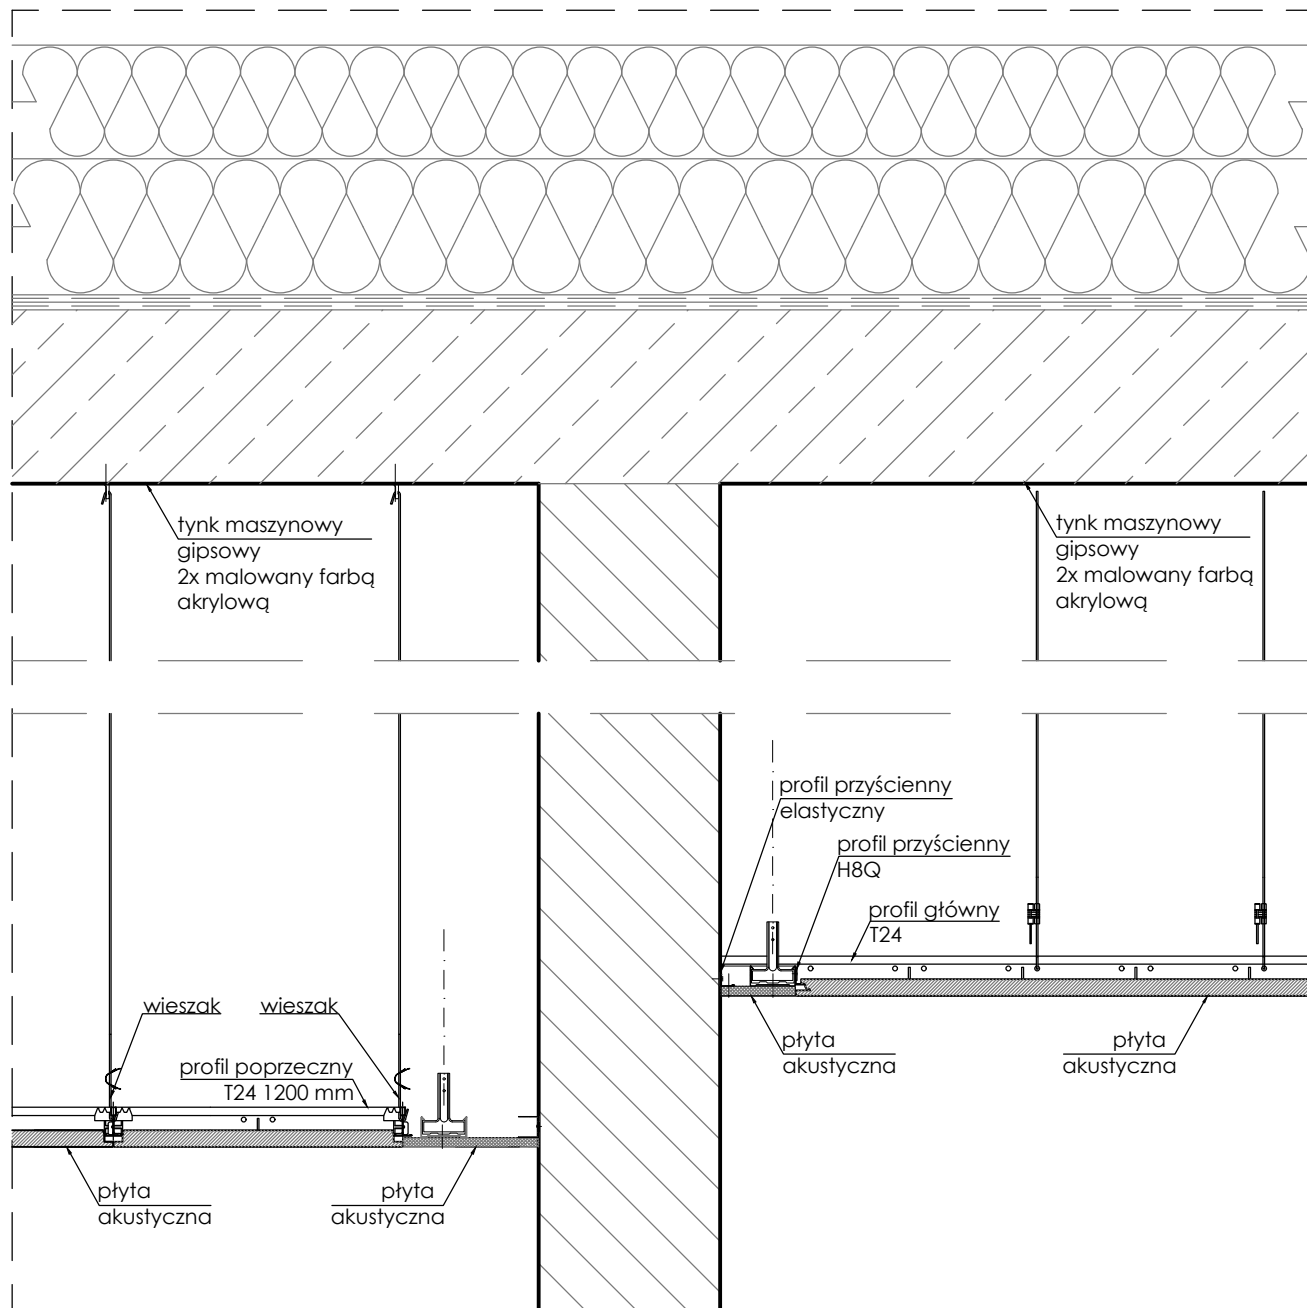 tynk maszynowy
gipsowy
2x malowany farbą
akrylową
tynk maszynowy
gipsowy
2x malowany farbą
akrylową
profil przyścienny
elastyczny
profil przyścienny
H8Q
profil główny
T24
wieszak
wieszak
profil poprzeczny
T24 1200 mm
płyta
akustyczna
płyta
akustyczna
płyta
akustyczna
płyta
akustyczna